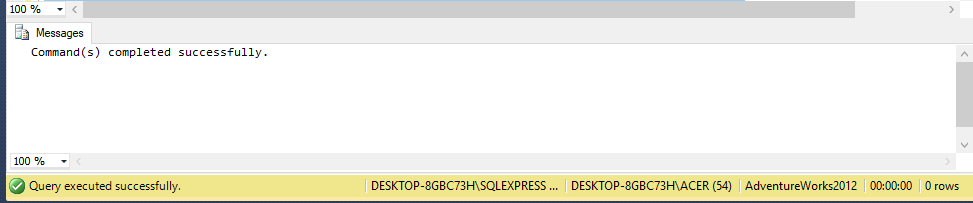 100 %
Messages
Command(s) completed successfully.
100 %
Query executed successfully. DESKTOP-8GBC73H\SQLEXPRESS ... DESKTOP-8GBC73H\ACER (54) AdventureWorks2012 00:00:00 0 rows